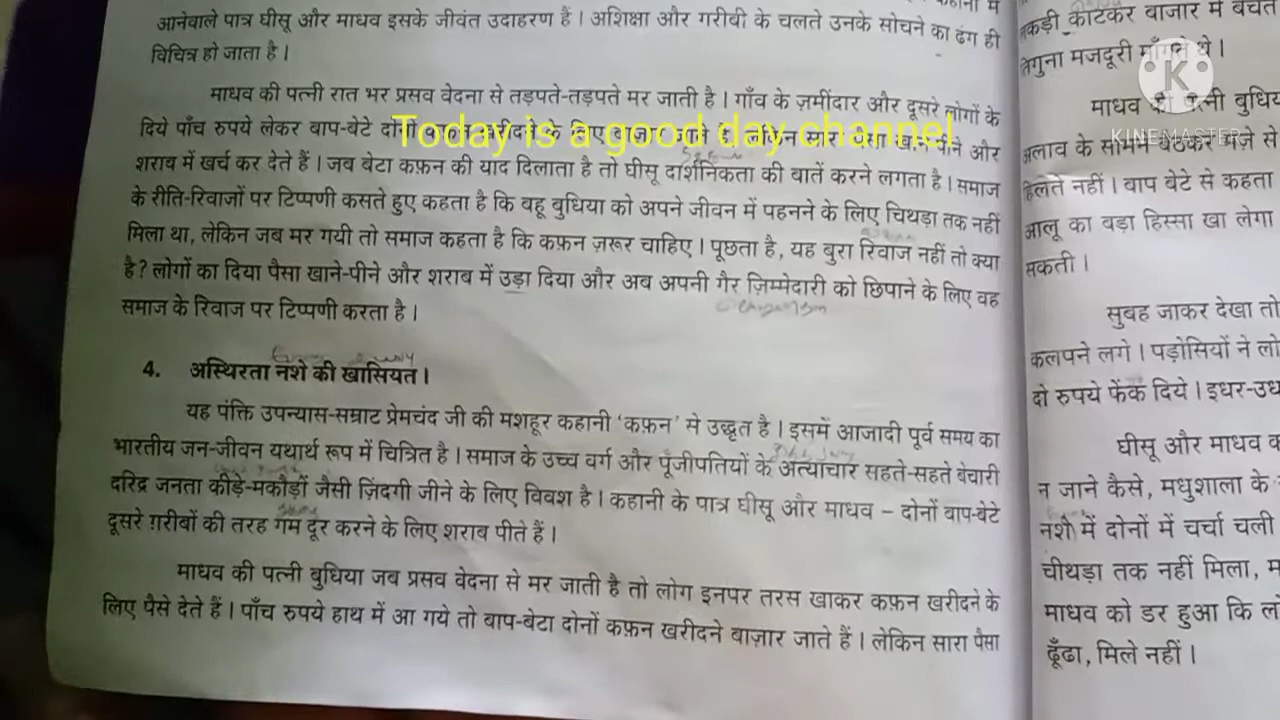 आनेवाले पात्र घीसू और माधव इसके जीवंत उदाहरण हैं । अशिक्षा और गरीबी के चलते उनके सोचने का ढंग ही
विचित्र हो जाता है ।
माधव की पत्नी रात भर प्रसव वेदना से तड़पते-तड़पते मर जाती है । गाँव के ज़मींदार और दूसरे लोगों के
दिये पाँच रुपये लेकर बाप-बेटे दोनों के लिए बाजार जाते हैं लेकिन सारा पैसा खाने-पीने और
शराब में खर्च कर देते हैं । जब बेटा कफ़न की याद दिलाता है तो घीसू दार्शनिकता की बातें करने लगता है । समाज
के रीति-रिवाजों पर टिप्पणी कसते हुए कहता है कि बहू बुधिया को अपने जीवन में पहनने के लिए चिथड़ा तक नहीं
मिला था, लेकिन जब मर गयी तो समाज कहता है कि कफ़न ज़रूर चाहिए । पूछता है, यह बुरा रिवाज नहीं तो क्या
है? लोगों का दिया पैसा खाने-पीने और शराब में उड़ा दिया और अब अपनी गैर ज़िम्मेदारी को छिपाने के लिए वह
समाज के रिवाज पर टिप्पणी करता है ।
4. अस्थिरता नशे की खासियत ।
यह पंक्ति उपन्यास-सम्राट प्रेमचंद जी की मशहूर कहानी 'कफ़न' से उद्धृत है । इसमें आजादी पूर्व समय का
भारतीय जन-जीवन यथार्थ रूप में चित्रित है । समाज के उच्च वर्ग और पूँजीपतियों के अत्याचार सहते-सहते बेचारी
दरिद्र जनता कीड़े-मकौड़ों जैसी ज़िंदगी जीने के लिए विवश है । कहानी के पात्र घीसू और माधव – दोनों बाप-बेटे
दूसरे ग़रीबों की तरह गम दूर करने के लिए शराब पीते हैं ।
माधव की पत्नी बुधिया जब प्रसव वेदना से मर जाती है तो लोग इनपर तरस खाकर कफ़न खरीदने के
लिए पैसे देते हैं । पाँच रुपये हाथ में आ गये तो बाप-बेटा दोनों कफ़न खरीदने बाज़ार जाते हैं । लेकिन सारा पैसा
Today is a good day channel
K
KINEMASTER
काटकर बाजार में बेचते
मजदूरी माँगते थे ।
माधव की पत्नी बुधिया
अलाव के सामने बैठकर मज़े से
हिलते नहीं । बाप बेटे से कहता
आलू का बड़ा हिस्सा खा लेगा
सकती ।
सुबह जाकर देखा तो
कलपने लगे । पड़ोसियों ने
दो रुपये फेंक दिये ।
घीसू और माधव
न जाने कैसे, मधुशाला के
नशे में दोनों में चर्चा चली
चीथड़ा तक नहीं मिला,
माधव को डर हुआ कि
ढूँढा, मिले नहीं ।